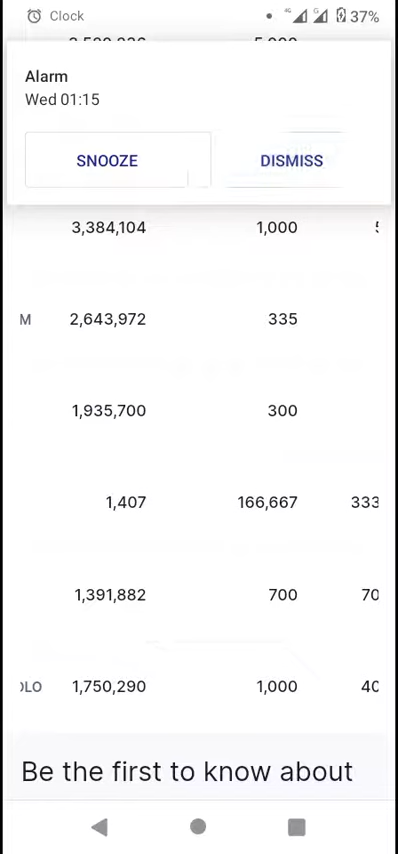 Clock 37%
Alarm
Wed 01:15
SNOOZE DISMISS
3,384,104 1,000
M 2,643,972 335
1,935,700 300
1,407 166,667 333
1,391,882 700 70
LO 1,750,290 1,000 40
Be the first to know about